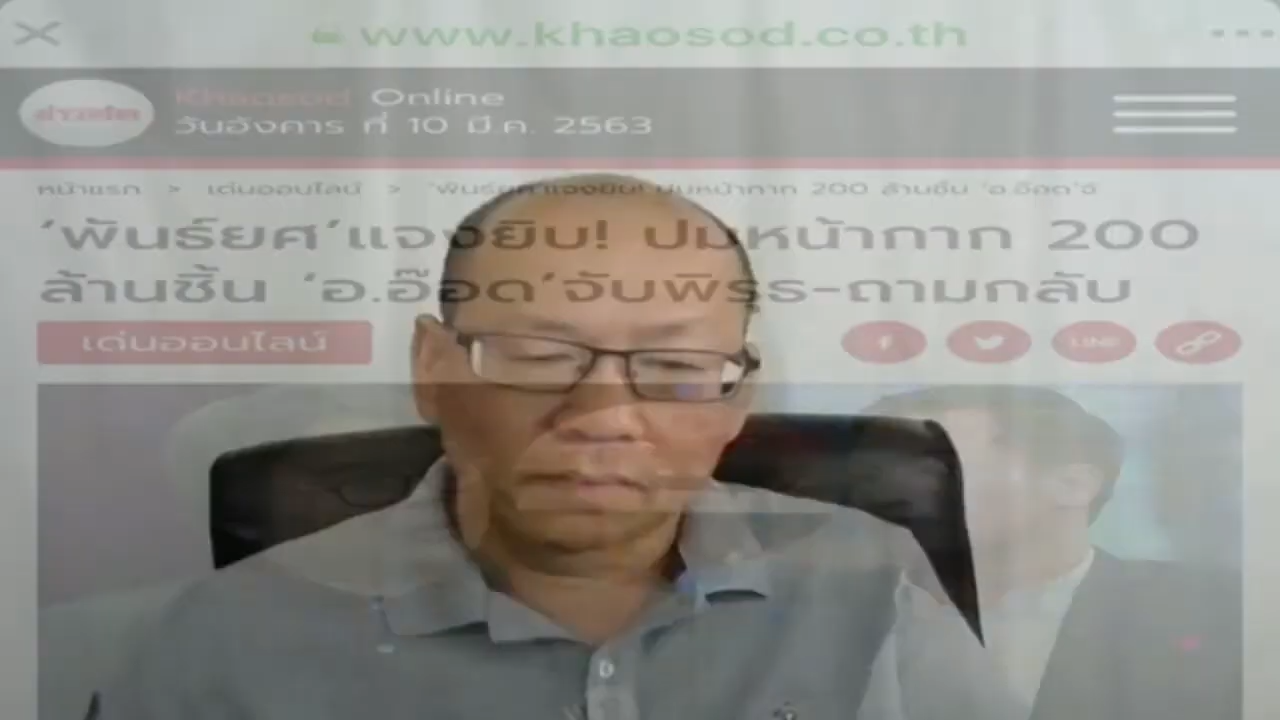 www.khaosod.co.th
ข่าวสด
Khaosod Online
วันอังคาร ที่ 10 มี.ค. 2563
หน้าแรก > เด่นออนไลน์ > 'พันธ์ยศ'แจงยิบ! ปมหน้ากาก 200 ล้านชิ้น 'อ.อ๊อด'จั
'พันธ์ยศ'แจงยิบ! ปมหน้ากาก 200
ล้านชิ้น 'อ.อ๊อด'จับพิรุธ-ถามกลับ
เด่นออนไลน์
LINE